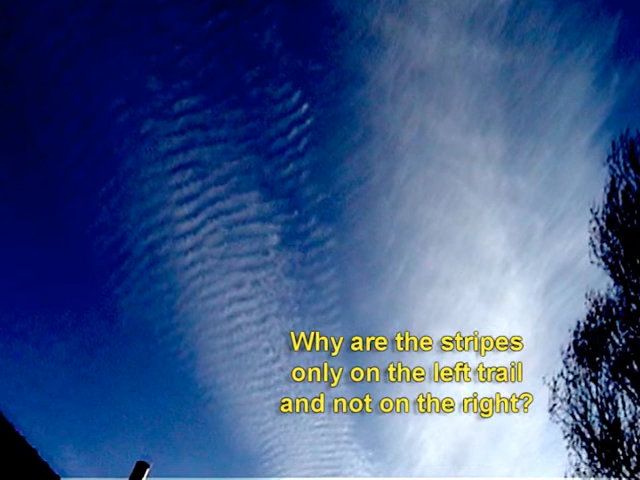 Why are the stripes
only on the left trail
and not on the right?